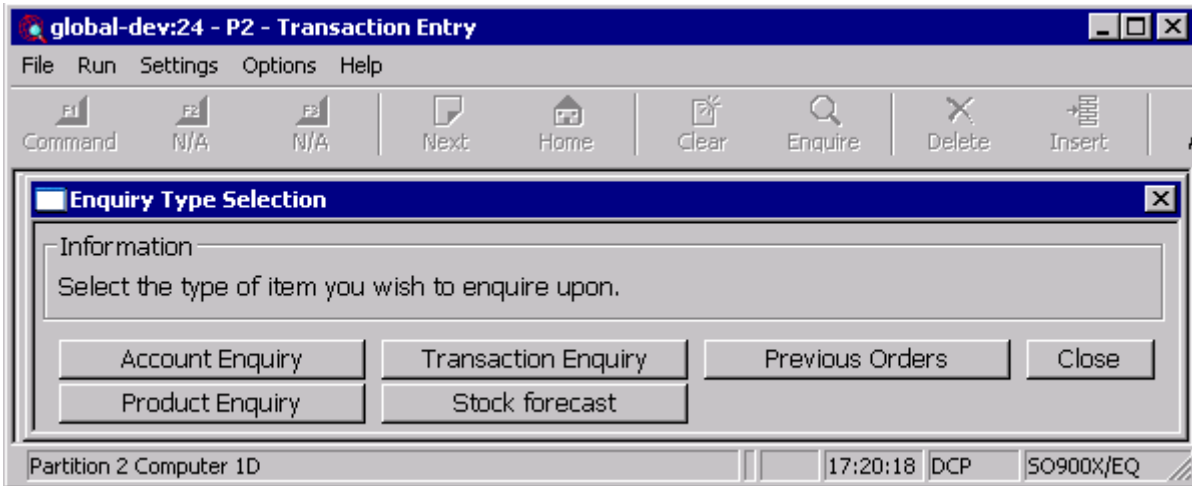 global-dev:24 - P2 - Transaction Entry
File Run Settings Options Help
F1 F2 F3
Command N/A N/A Next Home Clear Enquire Delete Insert
Enquiry Type Selection
Information
Select the type of item you wish to enquire upon.
Account Enquiry Transaction Enquiry Previous Orders Close
Product Enquiry Stock forecast
Partition 2 Computer 1D 17:20:18 DCP SO900X/EQ